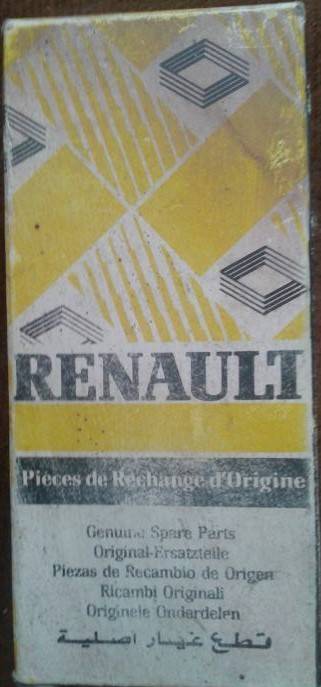 RENAULT
Pièces de Rechange d'Origine
Genuine Spare Parts
Original-Ersatzteile
Piezas de Recambio de Origen
Ricambi Originali
Originele Onderdelen
قطع غيار اصلية